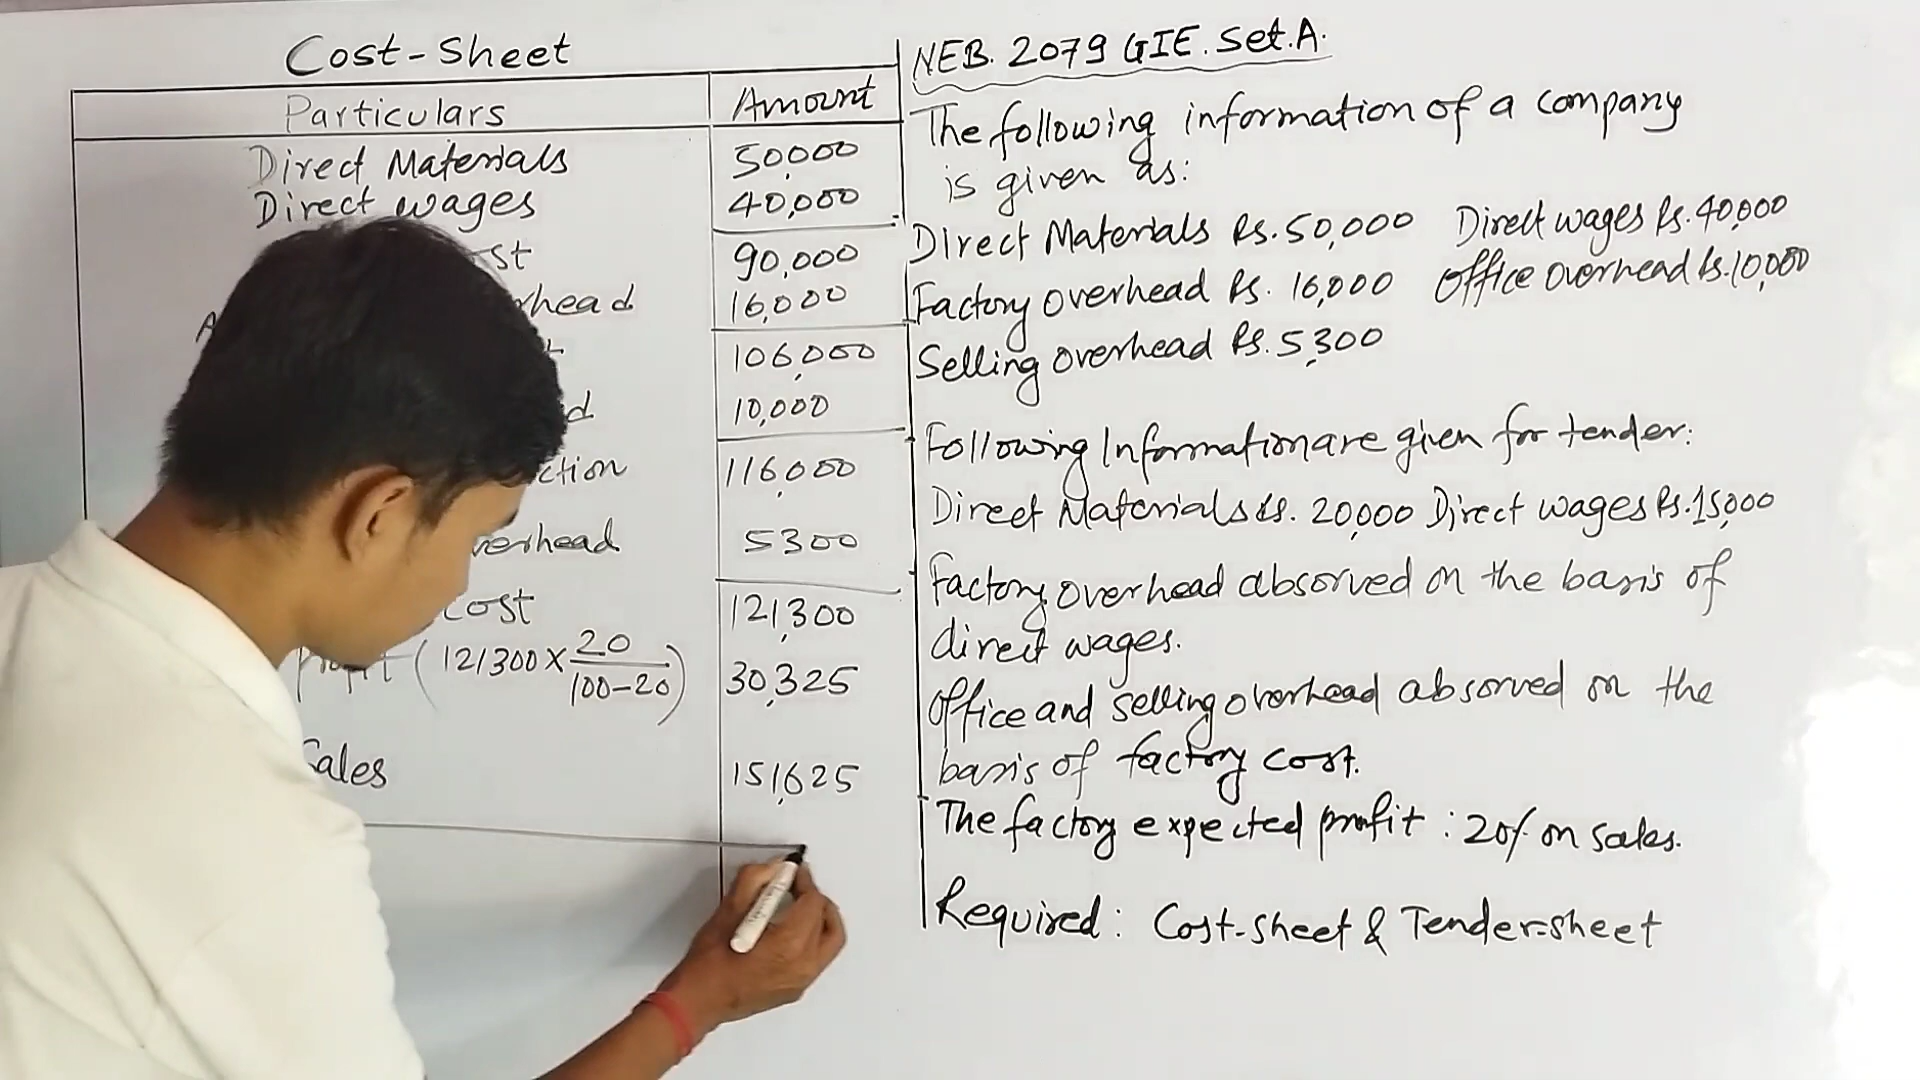 Cost-Sheet
Particulars Amount
Direct Materials 50,000
Direct wages 40,000
st 90,000
rhead 16,000
106,000
d 10,000
ction 116,000
verhead 5300
Cost 121,300
profit (121300 × 20/100-20) 30,325
Sales 151,625
NEB. 2079 GIE. Set.A.
The following information of a company
is given as:
Direct Materials Rs.50,000 Direct wages Rs.40,000
Factory overhead Rs. 16,000 Office overhead Rs.10,000
Selling overhead Rs.5,300
Following Information are given for tender:
Direct Materials Rs. 20,000 Direct wages Rs.15,000
Factory overhead absorved on the basis of
direct wages.
Office and selling overhead absorved on the
basis of factory cost.
The factory expected profit : 20% on sales.
Required: Cost-sheet & Tender-sheet